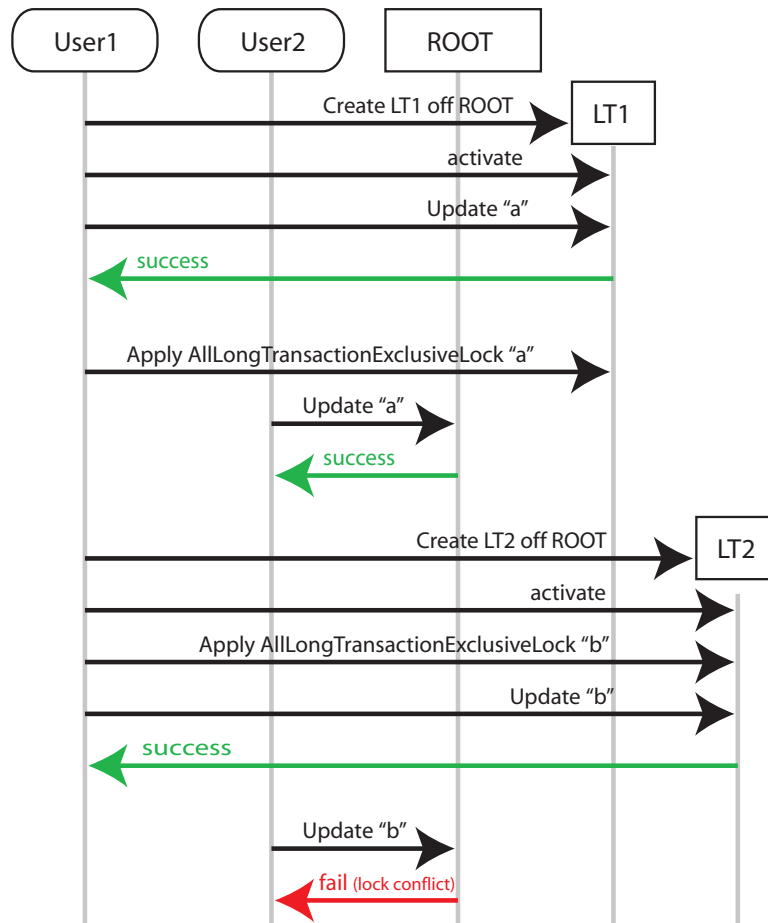 User1
User2
ROOT
Create LT1 off ROOT
LT1
activate
Update “a”
success
Apply AllLongTransactionExclusiveLock “a”
Update “a”
success
Create LT2 off ROOT
LT2
activate
Apply AllLongTransactionExclusiveLock “b”
Update “b”
success
Update “b”
fail (lock conflict)